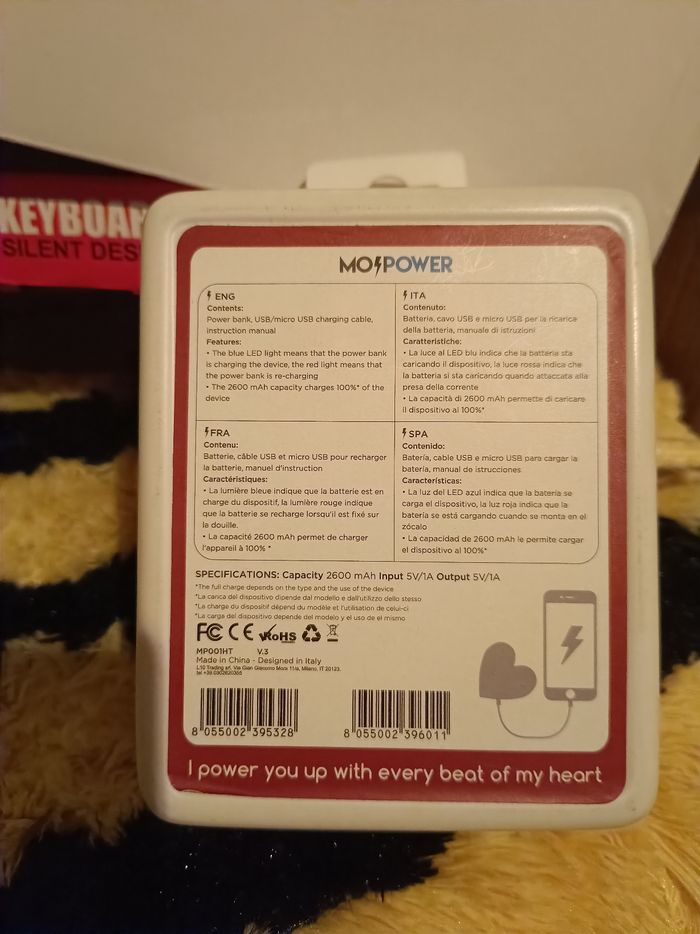 KEYBOAR
SILENT DES
MO POWER
ENG
Contents:
Power bank, USB/micro USB charging cable,
instruction manual
Features:
• The blue LED light means that the power bank
is charging the device, the red light means that
the power bank is re-charging
• The 2600 mAh capacity charges 100%* of the
device
ITA
Contenuto:
Batteria, cavo USB e micro USB per la ricarica
della batteria, manuale di istruzioni
Caratteristiche:
• La luce al LED blu indica che la batteria sta
caricando il dispositivo, la luce rossa indica che
la batteria si sta caricando quando attaccata alla
presa della corrente
• La capacità di 2600 mAh permette di caricare
il dispositivo al 100%*
FRA
Contenu:
Batterie, câble USB et micro USB pour recharger
la batterie, manuel d'instruction
Caractéristiques:
• La lumière bleue indique que la batterie est en
charge du dispositif, la lumière rouge indique
que la batterie se recharge lorsqu'il est fixé sur
la douille.
• La capacité 2600 mAh permet de charger
l'appareil à 100% *
SPA
Contenido:
Batería, cable USB e micro USB para cargar la
batería, manual de istrucciones
Características:
• La luz del LED azul indica que la batería se
carga el dispositivo, la luz roja indica que la
batería se está cargando cuando se monta en el
zócalo
• La capacidad de 2600 mAh le permite cargar
el dispositivo al 100%*
SPECIFICATIONS: Capacity 2600 mAh Input 5V/1A Output 5V/1A
*The full charge depends on the type and the use of the device
*La carica del dispositivo dipende dal modello e dall'utilizzo dello stesso
*La charge du dispositif dépend du modèle et l'utilisation de celui-ci
*La carga del dispositivo depende del modelo y el uso de el mismo
FC CE RoHS
MP001HT V.3
Made in China - Designed in Italy
L10 Trading srl. Via Gian Giacomo Mora 11/a, Milano, IT 20123.
tel +39.0362620355
8 055002 395328
8 055002 396011
I power you up with every beat of my heart